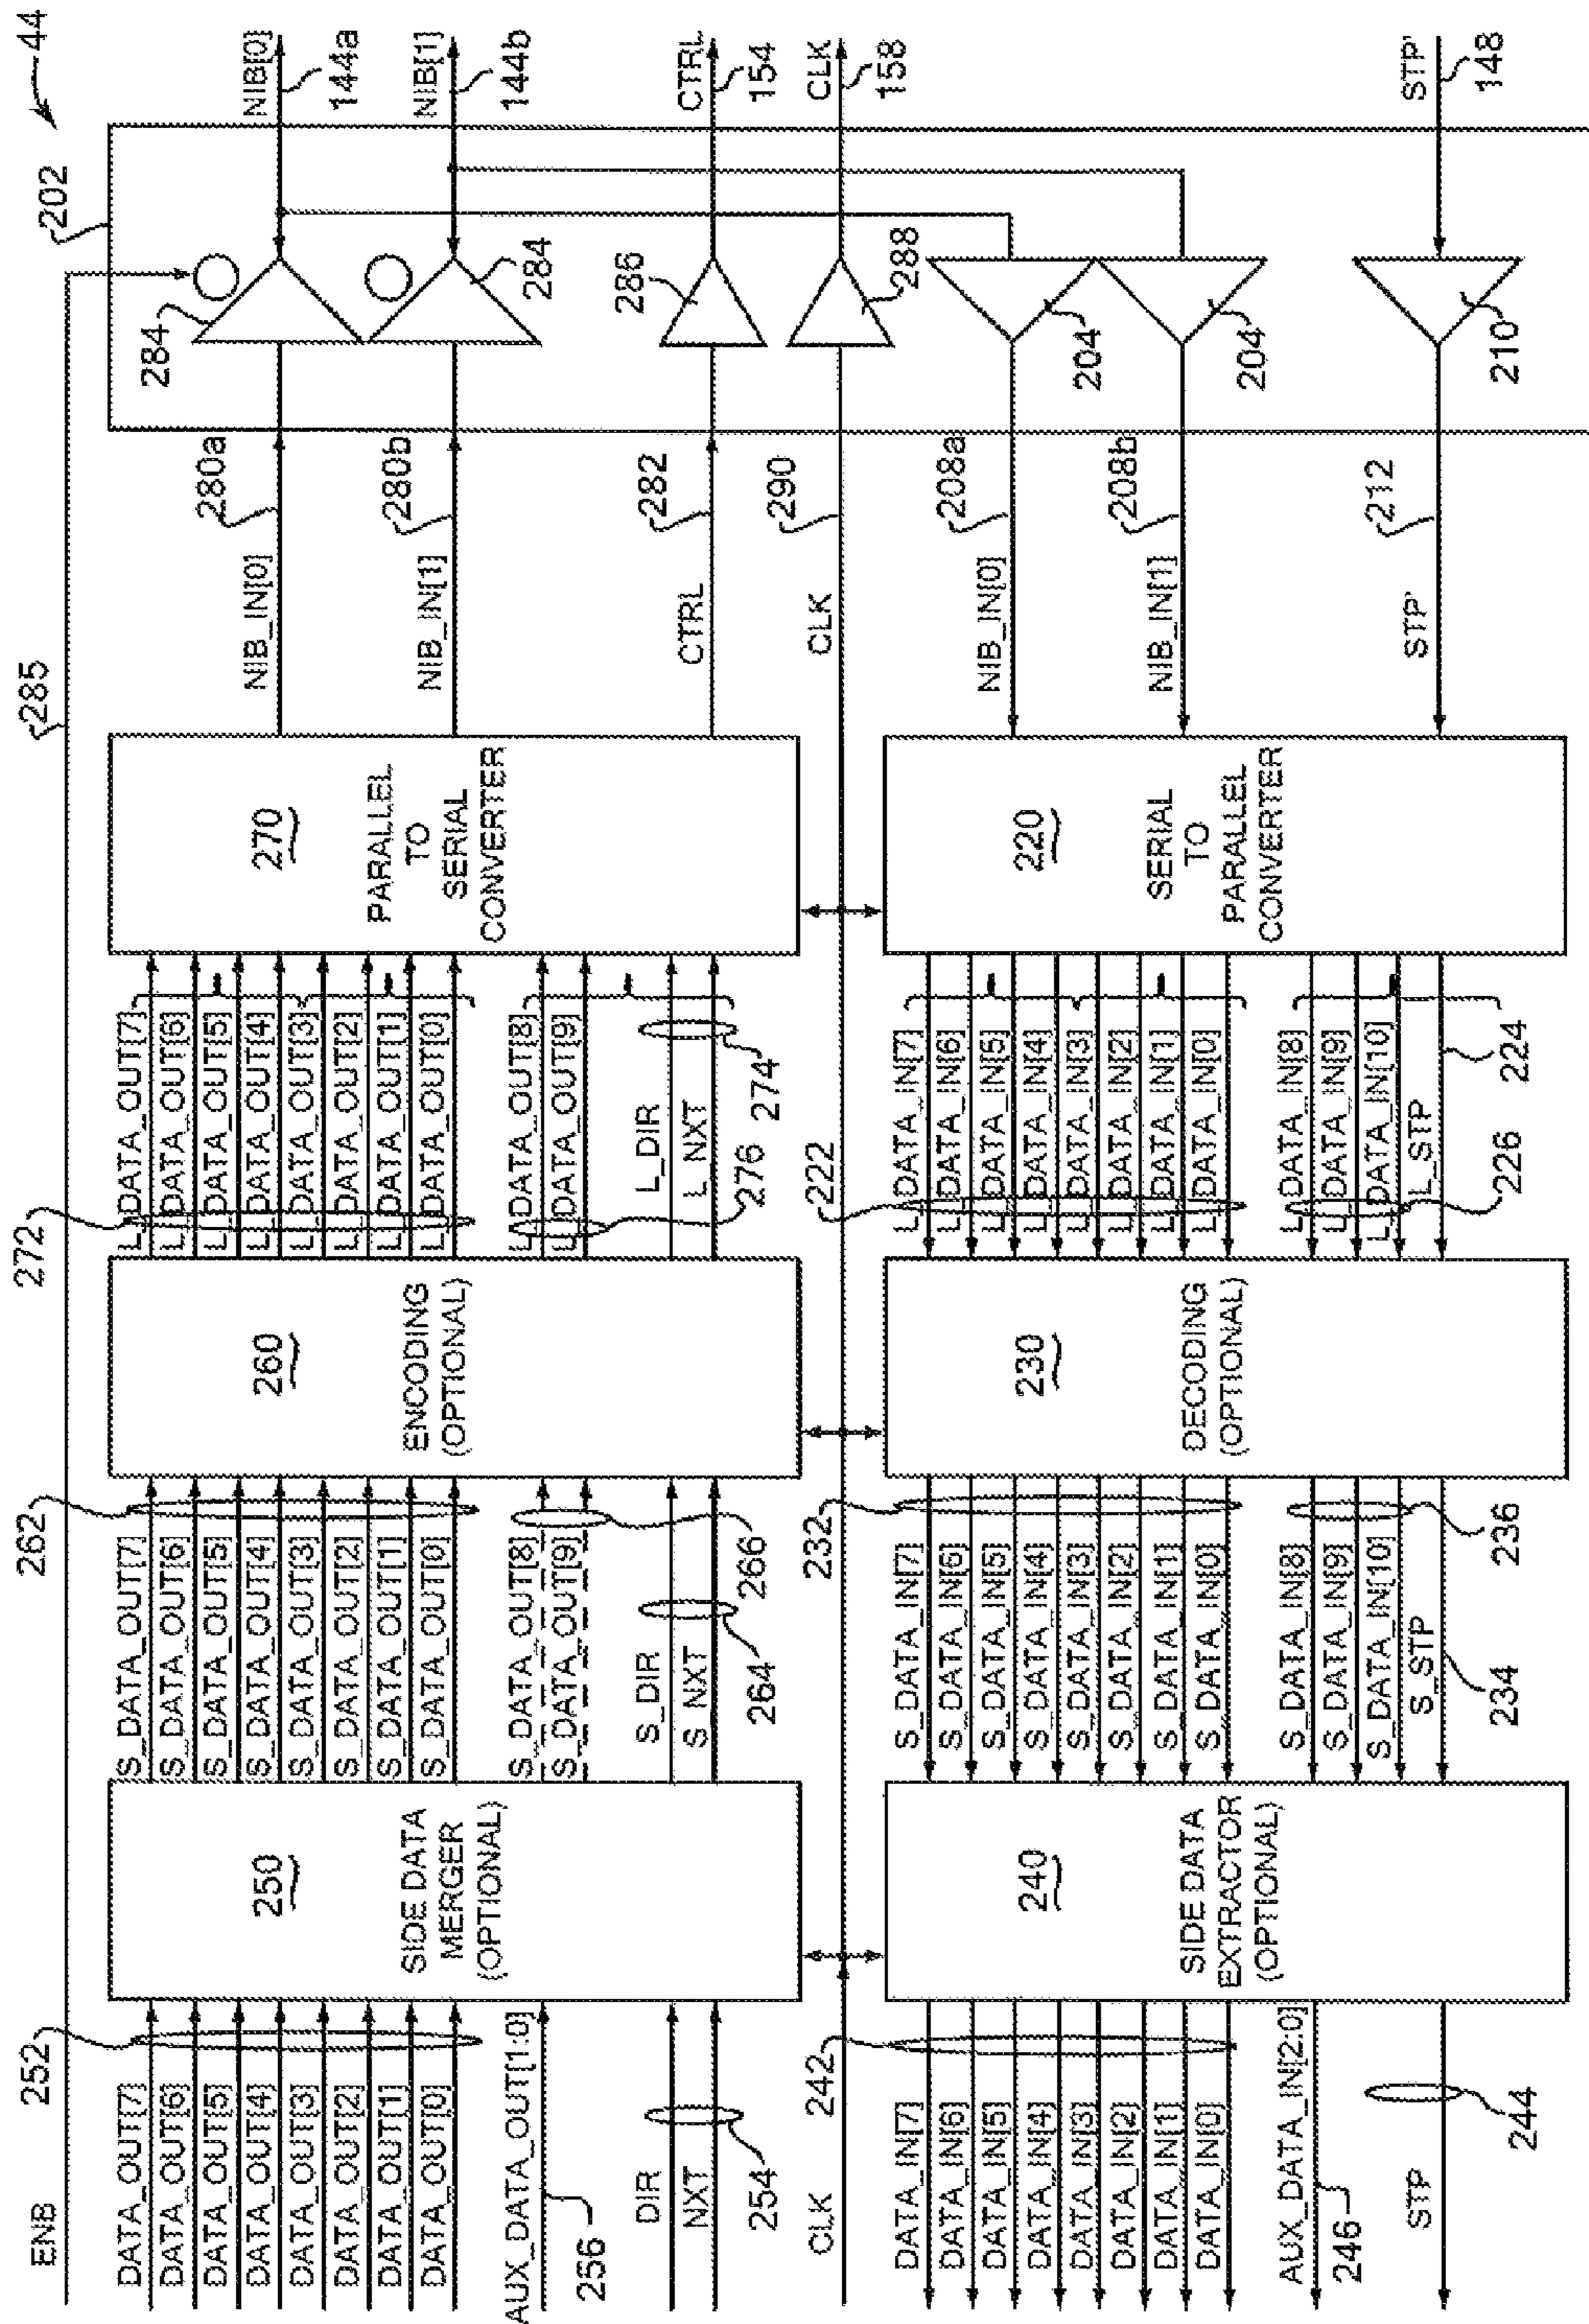 44
ENB
285
202
252
DATA_OUT[7]
DATA_OUT[6]
DATA_OUT[5]
DATA_OUT[4]
DATA_OUT[3]
DATA_OUT[2]
DATA_OUT[1]
DATA_OUT[0]
AUX_DATA_OUT[1:0]
256
DIR
NXT
254
250
SIDE DATA
MERGER
(OPTIONAL)
262
S_DATA_OUT[7]
S_DATA_OUT[6]
S_DATA_OUT[5]
S_DATA_OUT[4]
S_DATA_OUT[3]
S_DATA_OUT[2]
S_DATA_OUT[1]
S_DATA_OUT[0]
S_DATA_OUT[8]
S_DATA_OUT[9]
266
S_DIR
S_NXT
264
260
ENCODING
(OPTIONAL)
272
L_DATA_OUT[7]
L_DATA_OUT[6]
L_DATA_OUT[5]
L_DATA_OUT[4]
L_DATA_OUT[3]
L_DATA_OUT[2]
L_DATA_OUT[1]
L_DATA_OUT[0]
L_DATA_OUT[8]
L_DATA_OUT[9]
276
L_DIR
L_NXT
274
270
PARALLEL
TO
SERIAL
CONVERTER
NIB_IN[0]
280a
NIB_IN[1]
280b
CTRL
282
284
284
286
288
NIB[0]
144a
NIB[1]
144b
CTRL
154
CLK
158
CLK
CLK
290
242
DATA_IN[7]
DATA_IN[6]
DATA_IN[5]
DATA_IN[4]
DATA_IN[3]
DATA_IN[2]
DATA_IN[1]
DATA_IN[0]
AUX_DATA_IN[2:0]
246
STP
244
240
SIDE DATA
EXTRACTOR
(OPTIONAL)
232
S_DATA_IN[7]
S_DATA_IN[6]
S_DATA_IN[5]
S_DATA_IN[4]
S_DATA_IN[3]
S_DATA_IN[2]
S_DATA_IN[1]
S_DATA_IN[0]
S_DATA_IN[8]
S_DATA_IN[9]
S_DATA_IN[10]
236
S_STP
234
230
DECODING
(OPTIONAL)
222
L_DATA_IN[7]
L_DATA_IN[6]
L_DATA_IN[5]
L_DATA_IN[4]
L_DATA_IN[3]
L_DATA_IN[2]
L_DATA_IN[1]
L_DATA_IN[0]
L_DATA_IN[8]
L_DATA_IN[9]
L_DATA_IN[10]
226
L_STP
224
220
SERIAL
TO
PARALLEL
CONVERTER
NIB_IN[0]
208a
NIB_IN[1]
208b
204
204
STP'
212
210
STP'
148